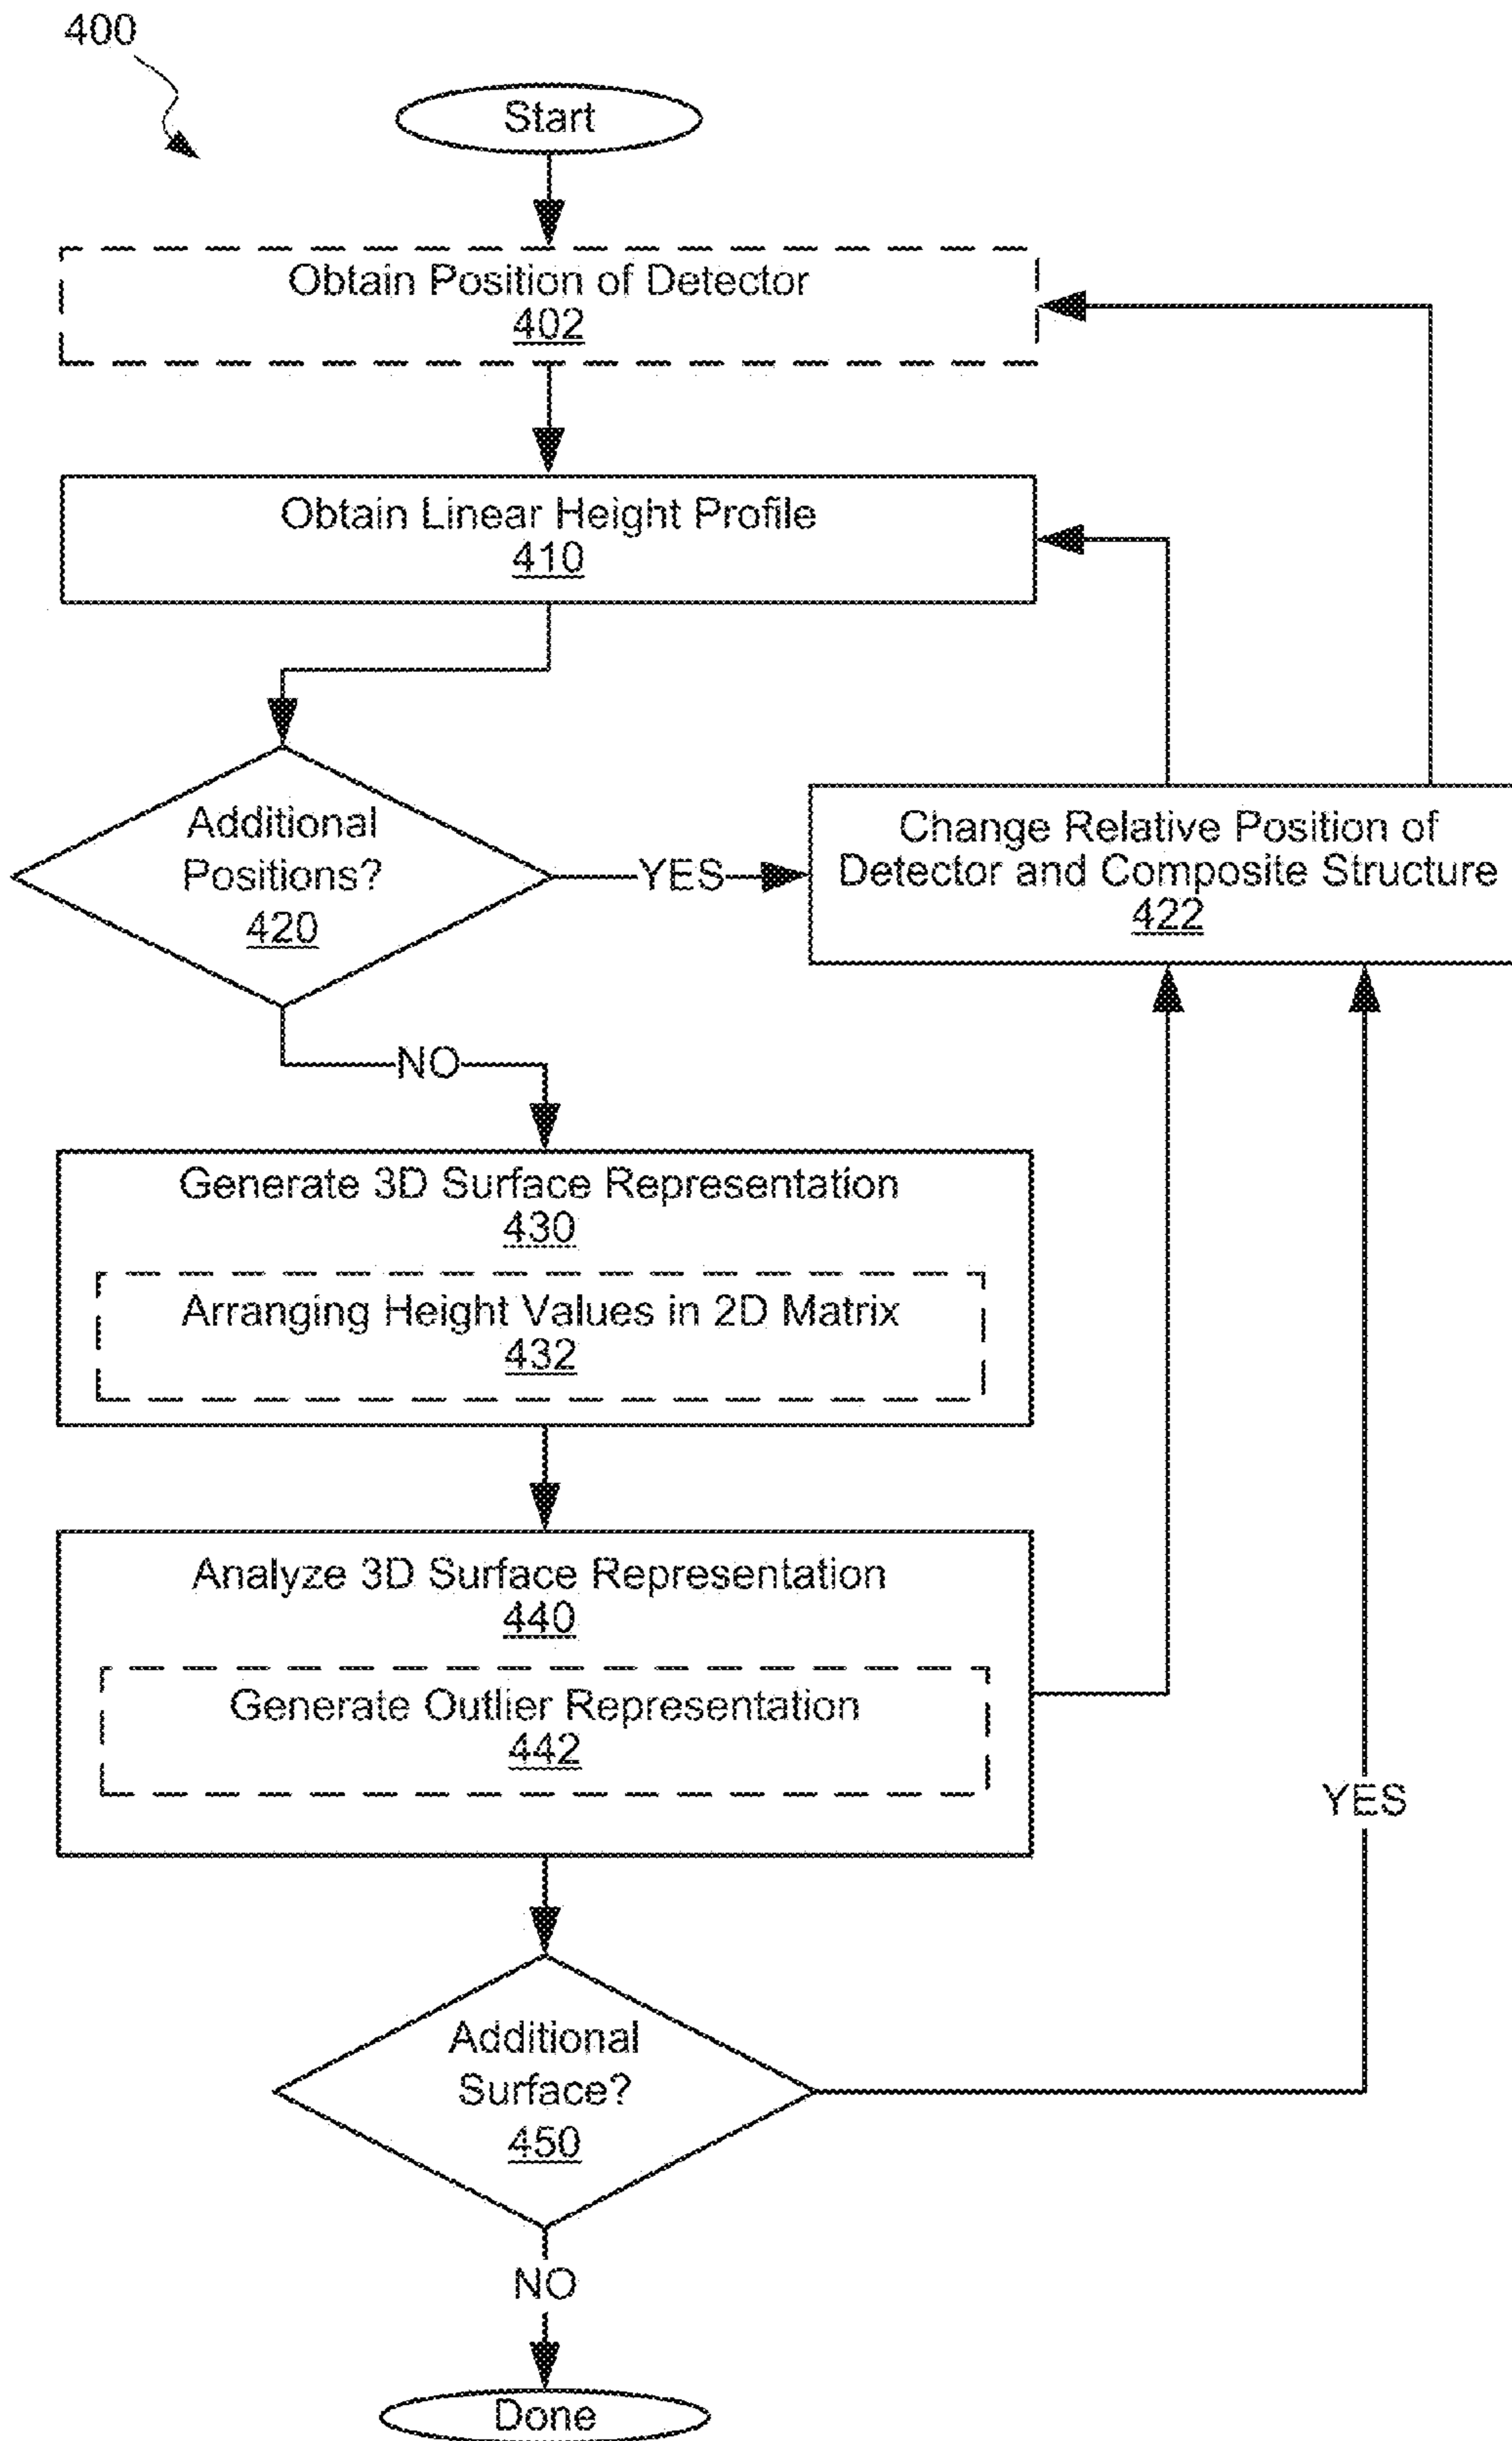 400
Start
Obtain Position of Detector
402
Obtain Linear Height Profile
410
Additional
Positions?
420
YES
Change Relative Position of
Detector and Composite Structure
422
NO
Generate 3D Surface Representation
430
Arranging Height Values in 2D Matrix
432
Analyze 3D Surface Representation
440
Generate Outlier Representation
442
YES
Additional
Surface?
450
NO
Done